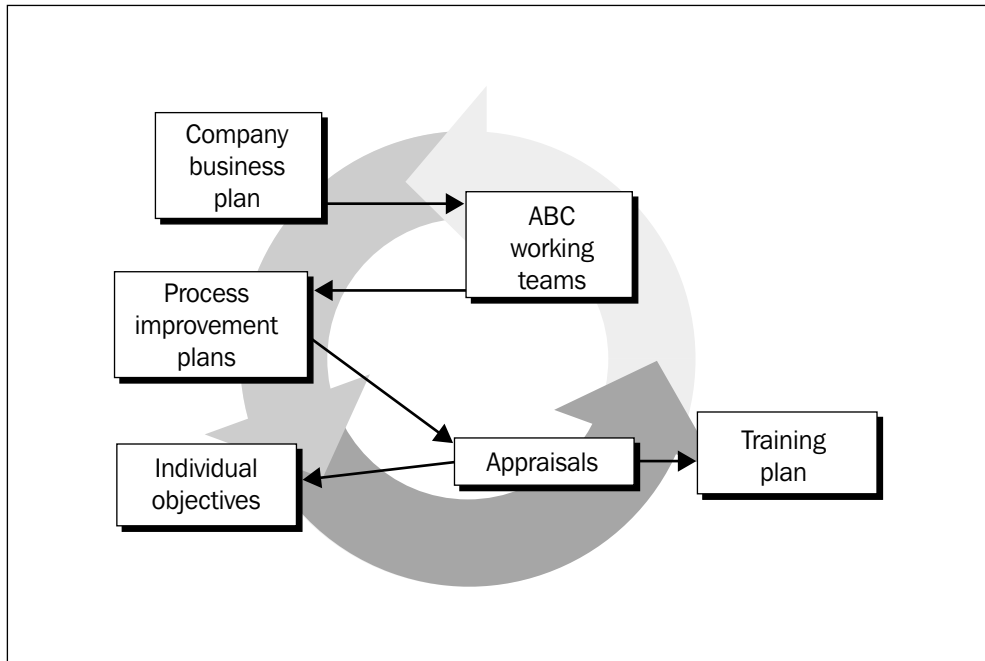 Company
business
plan
ABC
working
teams
Process
improvement
plans
Individual
objectives
Appraisals
Training
plan